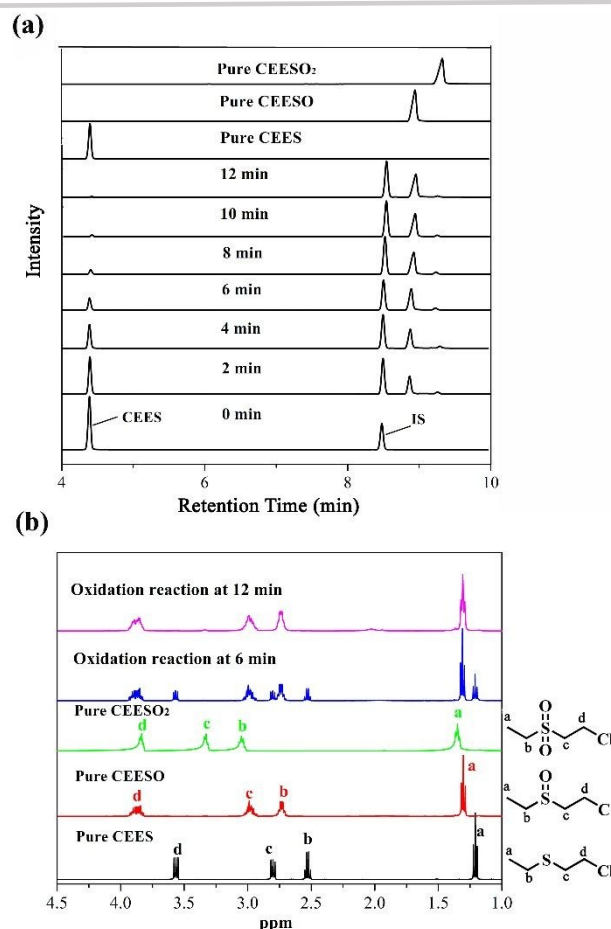 (a)
Pure CEESO₂
Pure CEESO
Pure CEES
12 min
10 min
8 min
6 min
4 min
2 min
CEES 0 min IS
Intensity
4 6 8 10
Retention Time (min)
(b)
Oxidation reaction at 12 min
Oxidation reaction at 6 min
Pure CEESO₂
d c b a
Pure CEESO
d c b a
Pure CEES
d c b a
4.5 4.0 3.5 3.0 2.5 2.0 1.5 1.0
ppm
a O d
S Cl
b O c
a O d
S Cl
b c
a d
S Cl
b c